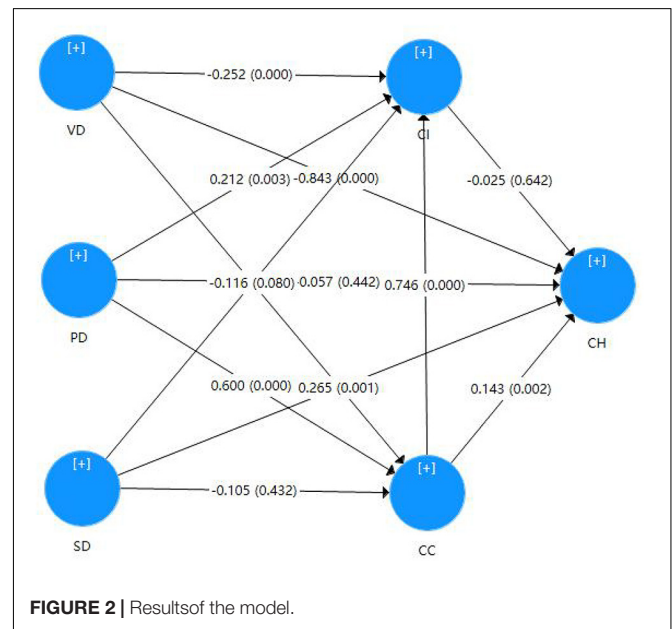 [+]
[+]
-0.252 (0.000)
VD
CI
0.212 (0.003)
-0.843 (0.000)
-0.025 (0.642)
[+]
[+]
-0.116 (0.080)
0.057 (0.442)
0.746 (0.000)
PD
CH
0.600 (0.000)
0.265 (0.001)
0.143 (0.002)
[+]
[+]
-0.105 (0.432)
SD
CC
FIGURE 2 | Resultsof the model.